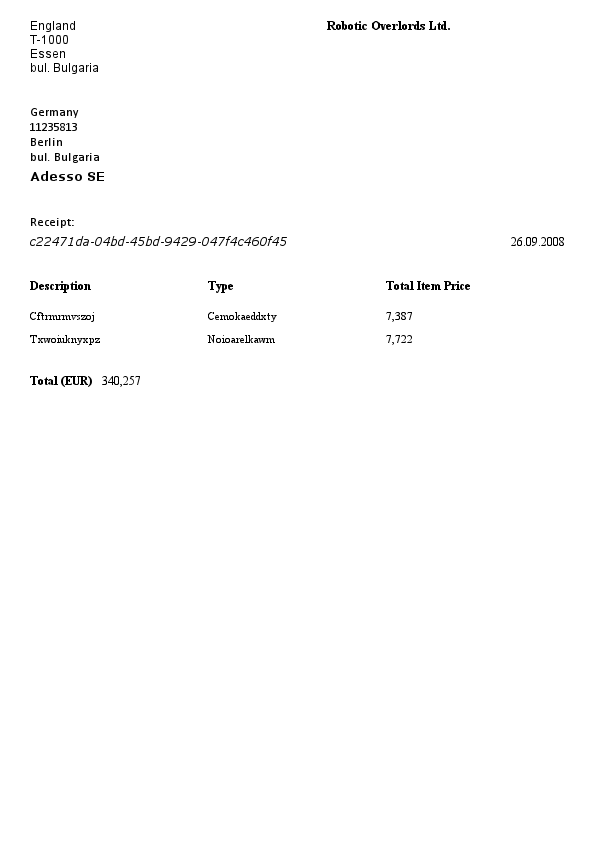 England
T-1000
Essen
bul. Bulgaria
Robotic Overlords Ltd.
Germany
11235813
Berlin
bul. Bulgaria
Adesso SE
Receipt:
c22471da-04bd-45bd-9429-047f4c460f45 26.09.2008
Description Type Total Item Price
Cftrmrmvszoj Cemokaeddxty 7,387
Txwoiuknyxpz Noioarelkawm 7,722
Total (EUR) 340,257